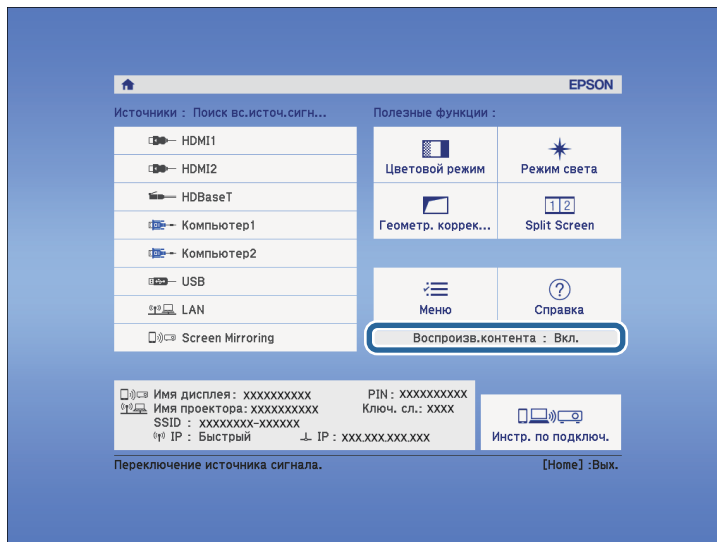 EPSON
Источники : Поиск вс.источ.сигн...
HDMI1
HDMI2
HDBaseT
Компьютер1
Компьютер2
USB
LAN
Screen Mirroring
Полезные функции :
Цветовой режим
Режим света
Геометр. коррек...
1 2
Split Screen
Меню
?
Справка
Воспроизв.контента : Вкл.
Имя дисплея : xxxxxxxxxx PIN : xxxxxxxxxx
Имя проектора : xxxxxxxxxx Ключ. сл.: xxxx
SSID : xxxxxxxx-xxxxxx
IP : Быстрый IP : xxx.xxx.xxx.xxx
Инстр. по подключ.
Переключение источника сигнала. [Home] :Вых.